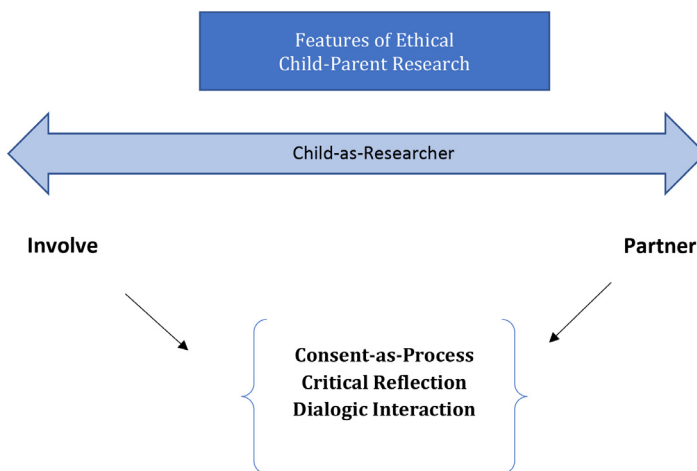 Features of Ethical
Child-Parent Research
Child-as-Researcher
Involve
Partner
Consent-as-Process
Critical Reflection
Dialogic Interaction